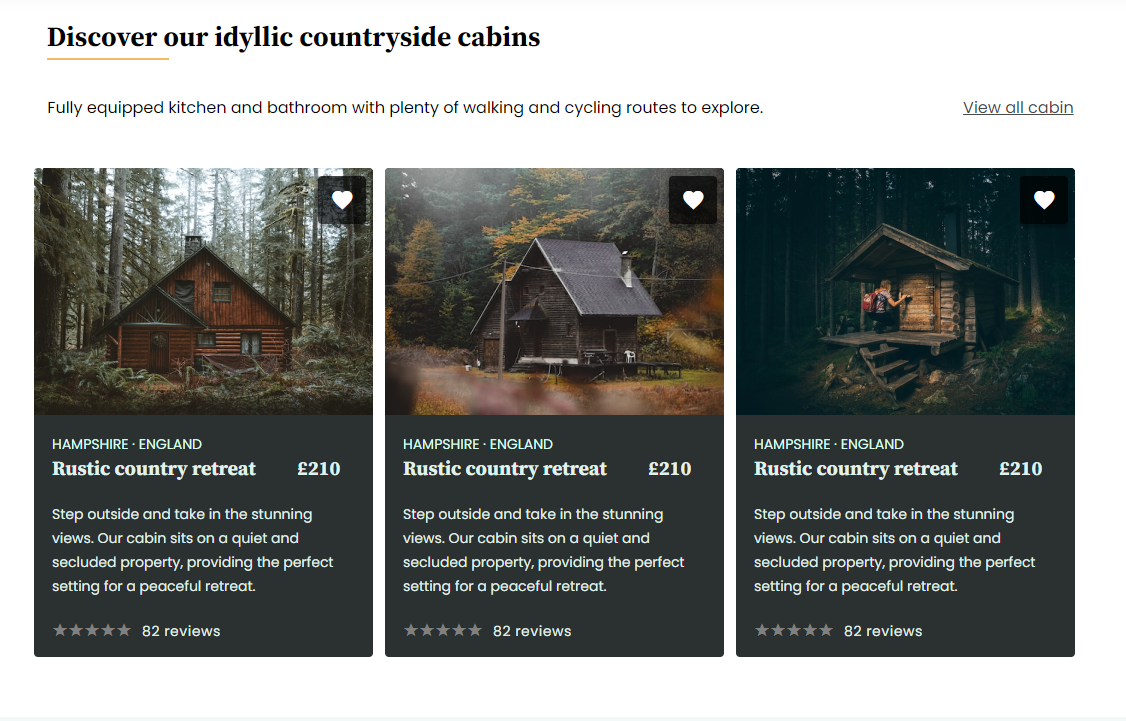 Discover our idyllic countryside cabins
Fully equipped kitchen and bathroom with plenty of walking and cycling routes to explore.
View all cabin
HAMPSHIRE · ENGLAND
Rustic country retreat £210
Step outside and take in the stunning
views. Our cabin sits on a quiet and
secluded property, providing the perfect
setting for a peaceful retreat.
82 reviews
HAMPSHIRE · ENGLAND
Rustic country retreat £210
Step outside and take in the stunning
views. Our cabin sits on a quiet and
secluded property, providing the perfect
setting for a peaceful retreat.
82 reviews
HAMPSHIRE · ENGLAND
Rustic country retreat £210
Step outside and take in the stunning
views. Our cabin sits on a quiet and
secluded property, providing the perfect
setting for a peaceful retreat.
82 reviews